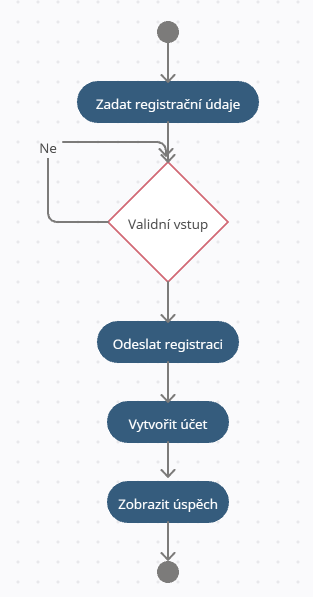 Zadat registrační údaje
Ne
Validní vstup
Odeslat registraci
Vytvořit účet
Zobrazit úspěch